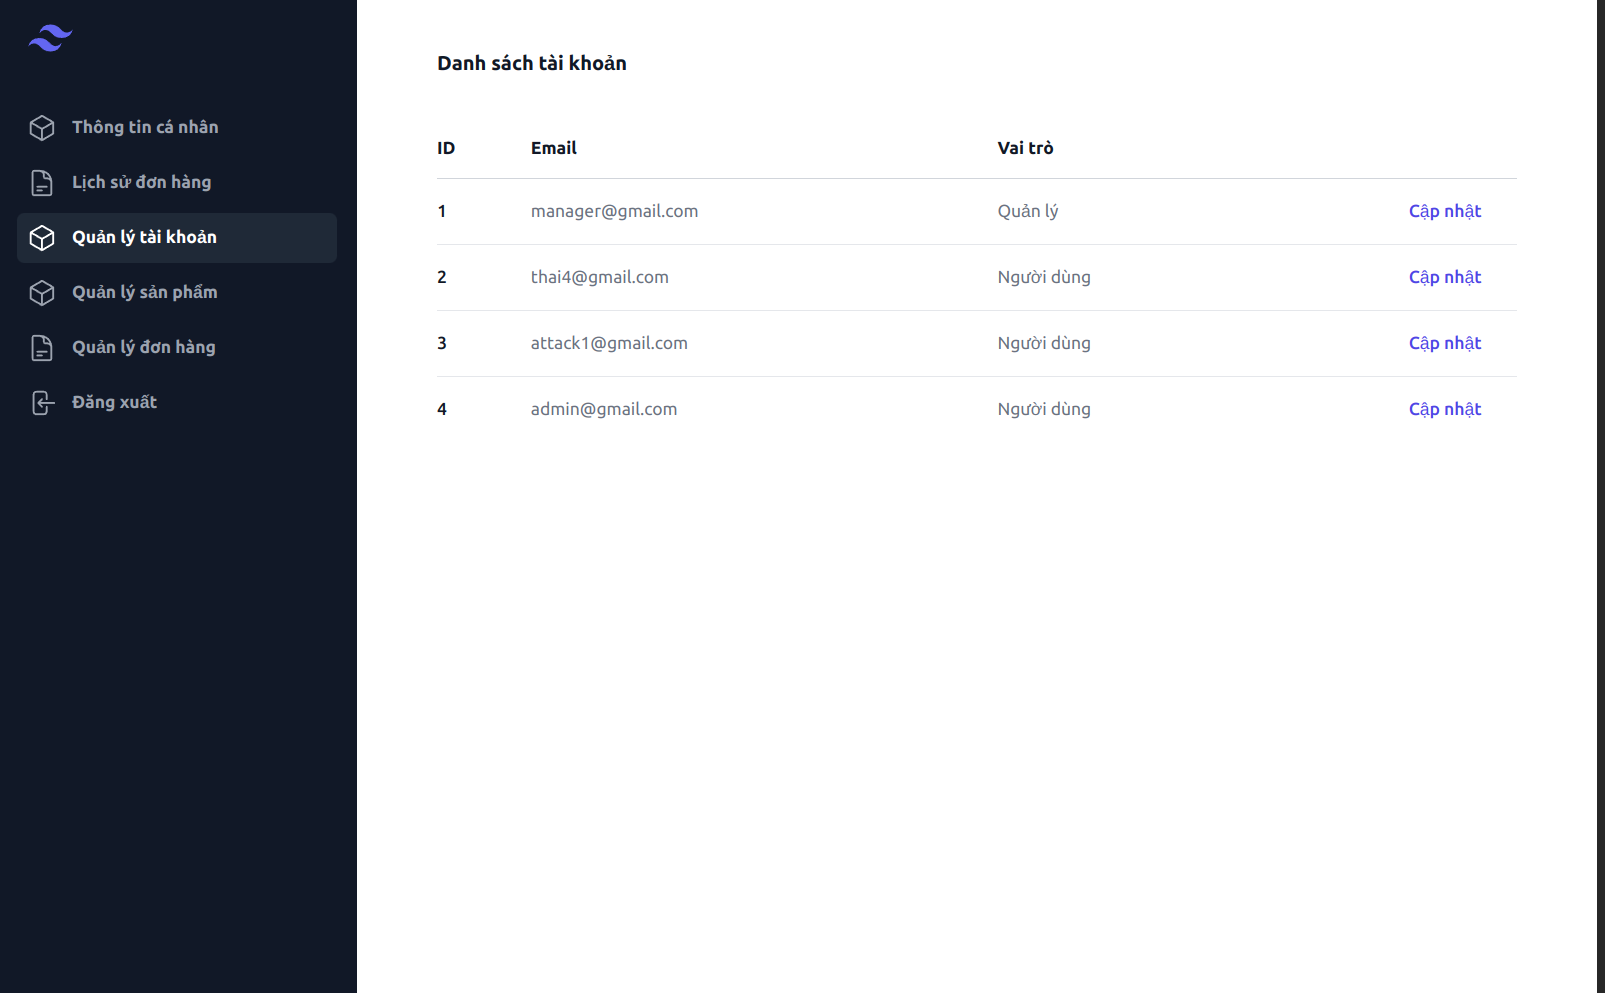 Thông tin cá nhân
Lịch sử đơn hàng
Quản lý tài khoản
Quản lý sản phẩm
Quản lý đơn hàng
Đăng xuất
Danh sách tài khoản
ID Email Vai trò
1 manager@gmail.com Quản lý Cập nhật
2 thai4@gmail.com Người dùng Cập nhật
3 attack1@gmail.com Người dùng Cập nhật
4 admin@gmail.com Người dùng Cập nhật